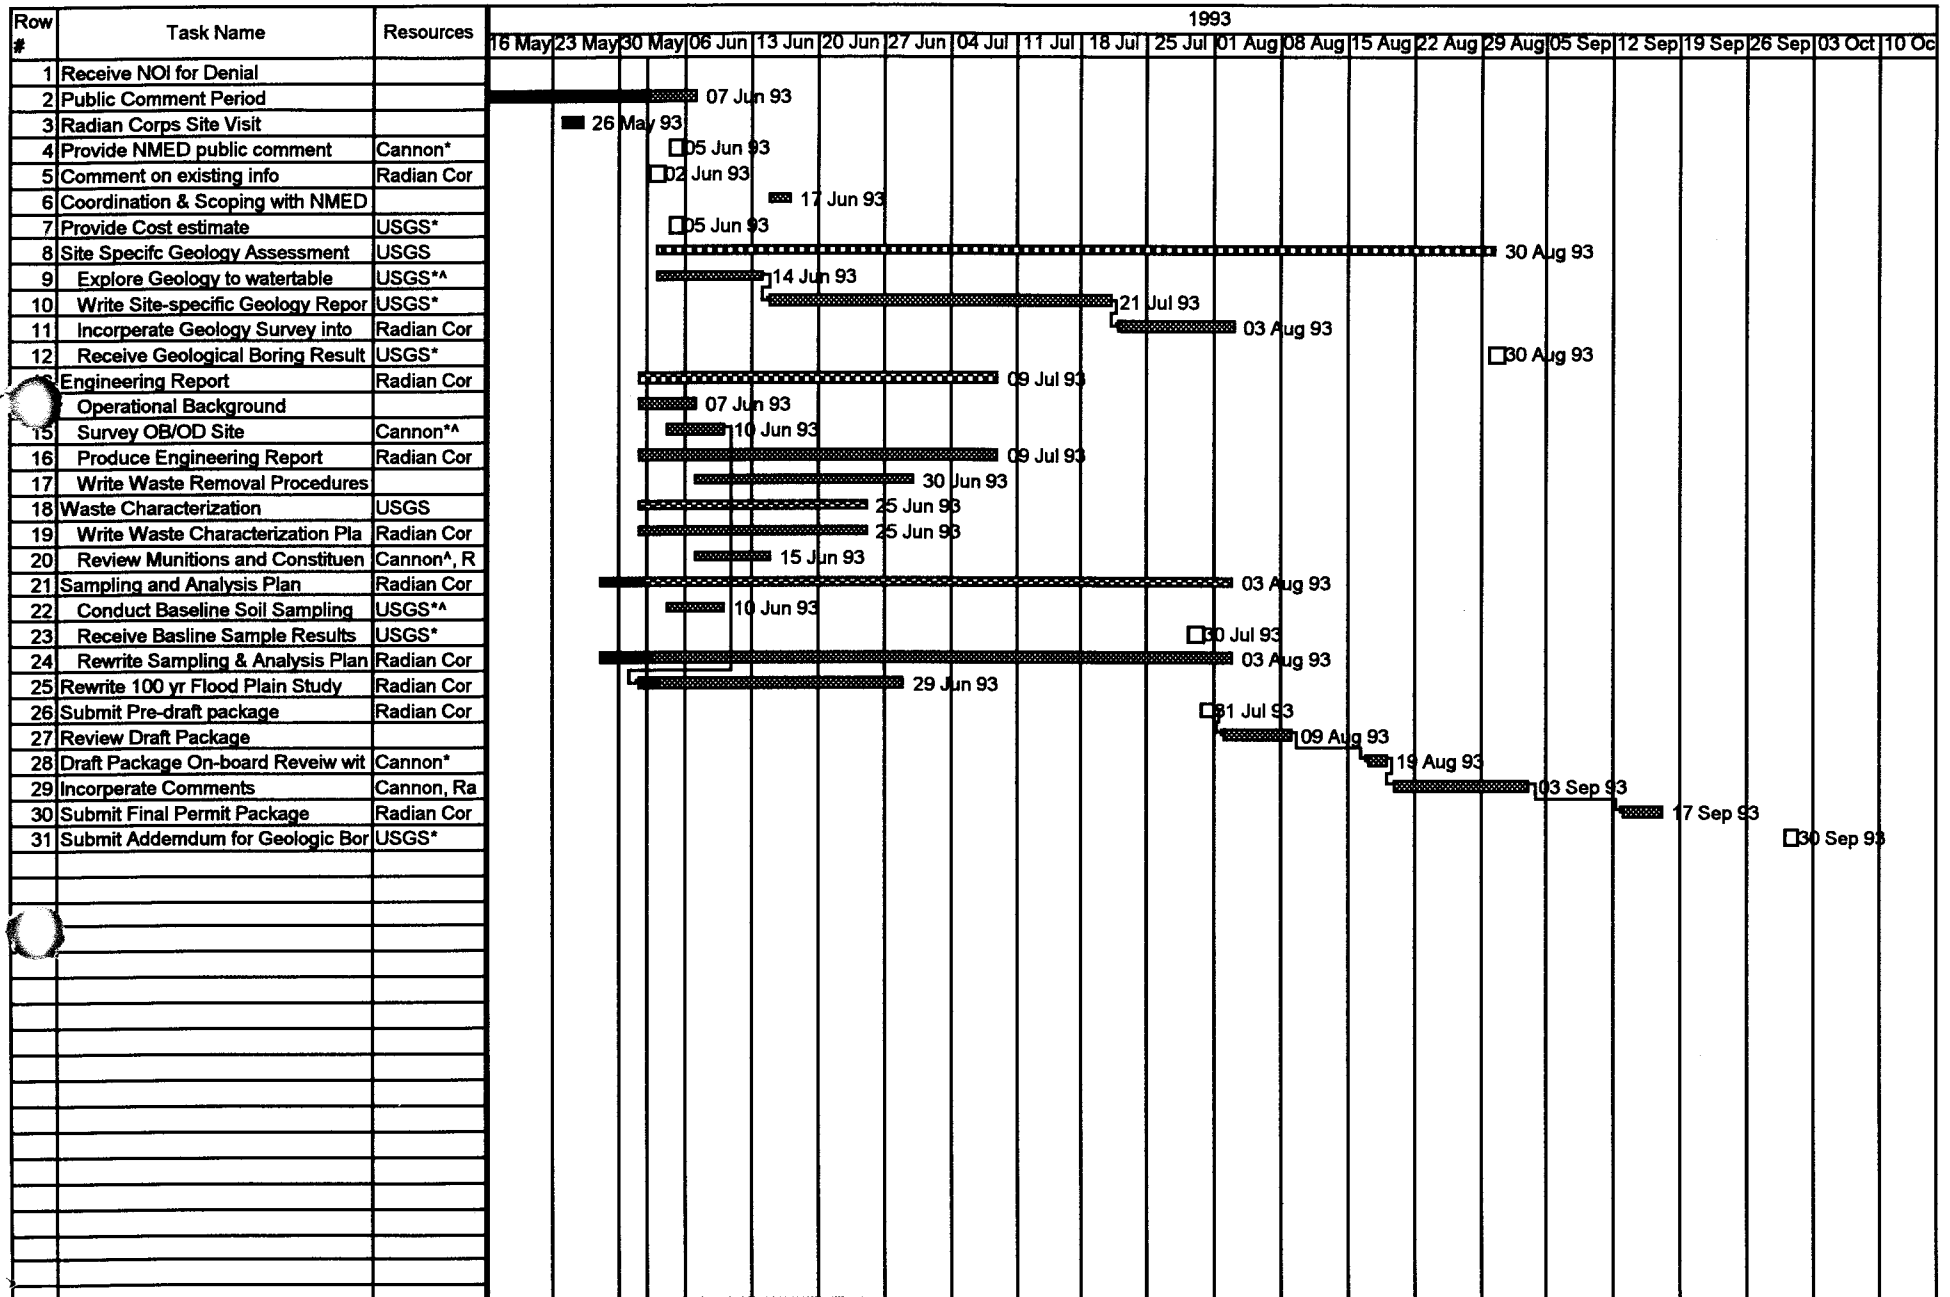 Row # Task Name Resources 1993
16 May 23 May 30 May 06 Jun 13 Jun 20 Jun 27 Jun 04 Jul 11 Jul 18 Jul 25 Jul 01 Aug 08 Aug 15 Aug 22 Aug 29 Aug 05 Sep 12 Sep 19 Sep 26 Sep 03 Oct 10 Oc
1 Receive NOI for Denial
2 Public Comment Period 07 Jun 93
3 Radian Corps Site Visit 26 May 93
4 Provide NMED public comment Cannon* 05 Jun 93
5 Comment on existing info Radian Cor 02 Jun 93
6 Coordination & Scoping with NMED 17 Jun 93
7 Provide Cost estimate USGS* 05 Jun 93
8 Site Specifc Geology Assessment USGS 30 Aug 93
9 Explore Geology to watertable USGS*^ 14 Jun 93
10 Write Site-specific Geology Repor USGS* 21 Jul 93
11 Incorperate Geology Survey into Radian Cor 03 Aug 93
12 Receive Geological Boring Result USGS* 30 Aug 93
Engineering Report Radian Cor 09 Jul 93
Operational Background 07 Jun 93
15 Survey OB/OD Site Cannon*^ 10 Jun 93
16 Produce Engineering Report Radian Cor 09 Jul 93
17 Write Waste Removal Procedures 30 Jun 93
18 Waste Characterization USGS 25 Jun 93
19 Write Waste Characterization Pla Radian Cor 25 Jun 93
20 Review Munitions and Constituen Cannon^, R 15 Jun 93
21 Sampling and Analysis Plan Radian Cor 03 Aug 93
22 Conduct Baseline Soil Sampling USGS*^ 10 Jun 93
23 Receive Basline Sample Results USGS* 30 Jul 93
24 Rewrite Sampling & Analysis Plan Radian Cor 03 Aug 93
25 Rewrite 100 yr Flood Plain Study Radian Cor 29 Jun 93
26 Submit Pre-draft package Radian Cor 31 Jul 93
27 Review Draft Package 09 Aug 93
28 Draft Package On-board Reveiw wit Cannon* 19 Aug 93
29 Incorperate Comments Cannon, Ra 03 Sep 93
30 Submit Final Permit Package Radian Cor 17 Sep 93
31 Submit Addemdum for Geologic Bor USGS* 30 Sep 93